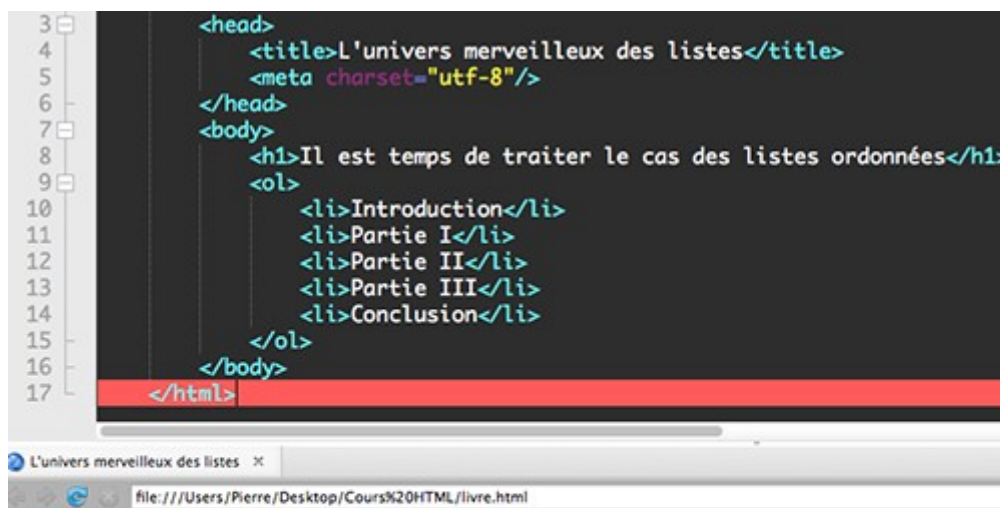 3 <head>
4 <title>L'univers merveilleux des listes</title>
5 <meta charset="utf-8"/>
6 </head>
7 <body>
8 <h1>Il est temps de traiter le cas des listes ordonnées</h1>
9 <ol>
10 <li>Introduction</li>
11 <li>Partie I</li>
12 <li>Partie II</li>
13 <li>Partie III</li>
14 <li>Conclusion</li>
15 </ol>
16 </body>
17 </html>
L'univers merveilleux des listes ×
file:///Users/Pierre/Desktop/Cours%20HTML/livre.html